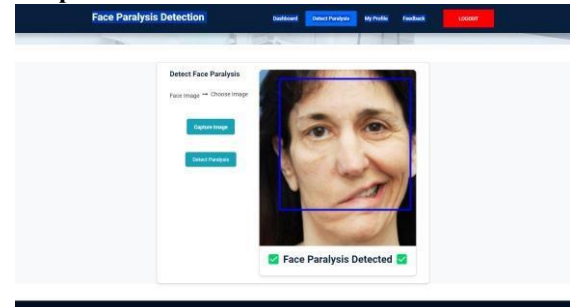 Face Paralysis Detection
Dashboard Detect Paralysis My Profile Feedback LOGOUT
Detect Face Paralysis
Face Image → Choose Image
Capture Image
Detect Paralysis
✅ Face Paralysis Detected ✅